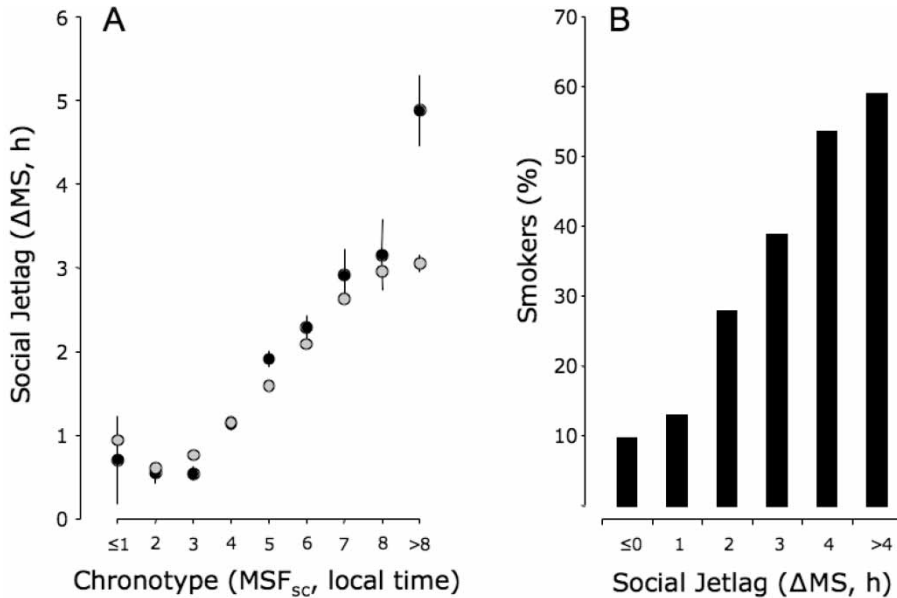 A
Social Jetlag (ΔMS, h)
6
5
4
3
2
1
0
≤1 2 3 4 5 6 7 8 >8
Chronotype (MSFsc, local time)
B
Smokers (%)
70
60
50
40
30
20
10
≤0 1 2 3 4 >4
Social Jetlag (ΔMS, h)